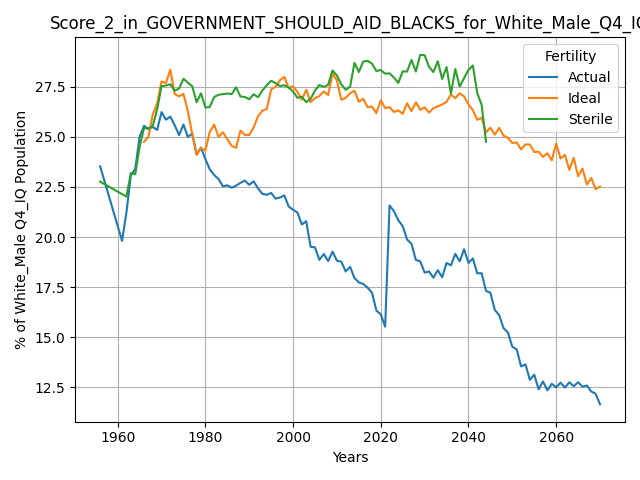 Score_2_in_GOVERNMENT_SHOULD_AID_BLACKS_for_White_Male_Q4_IQ
Fertility
Actual
Ideal
Sterile
% of White_Male Q4_IQ Population
27.5
25.0
22.5
20.0
17.5
15.0
12.5
1960 1980 2000 2020 2040 2060
Years